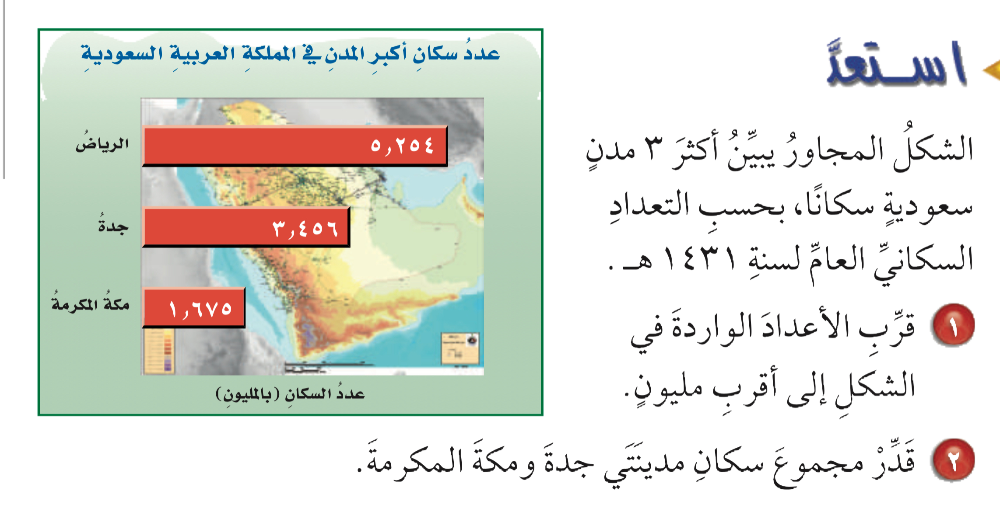 استعدَّ
الشكلُ المجاورُ يبيِّنُ أكثرَ ٣ مدنٍ
سعوديةٍ سكانًا، بحسبِ التعدادِ
السكانيِّ العامِّ لسنةِ ١٤٣١ هـ .
١ قرِّبِ الأعدادَ الواردةَ في
الشكلِ إلى أقربِ مليونٍ.
عددُ سكانِ أكبرِ المدنِ في المملكةِ العربيةِ السعوديةِ
الرياضُ ٥٫٢٥٤
جدةُ ٣٫٤٥٦
مكةُ المكرمةُ ١٫٦٧٥
عددُ السكانِ (بالمليونِ)
٢ قَدِّرْ مجموعَ سكانِ مدينَتَي جدةَ ومكةَ المكرمةَ.